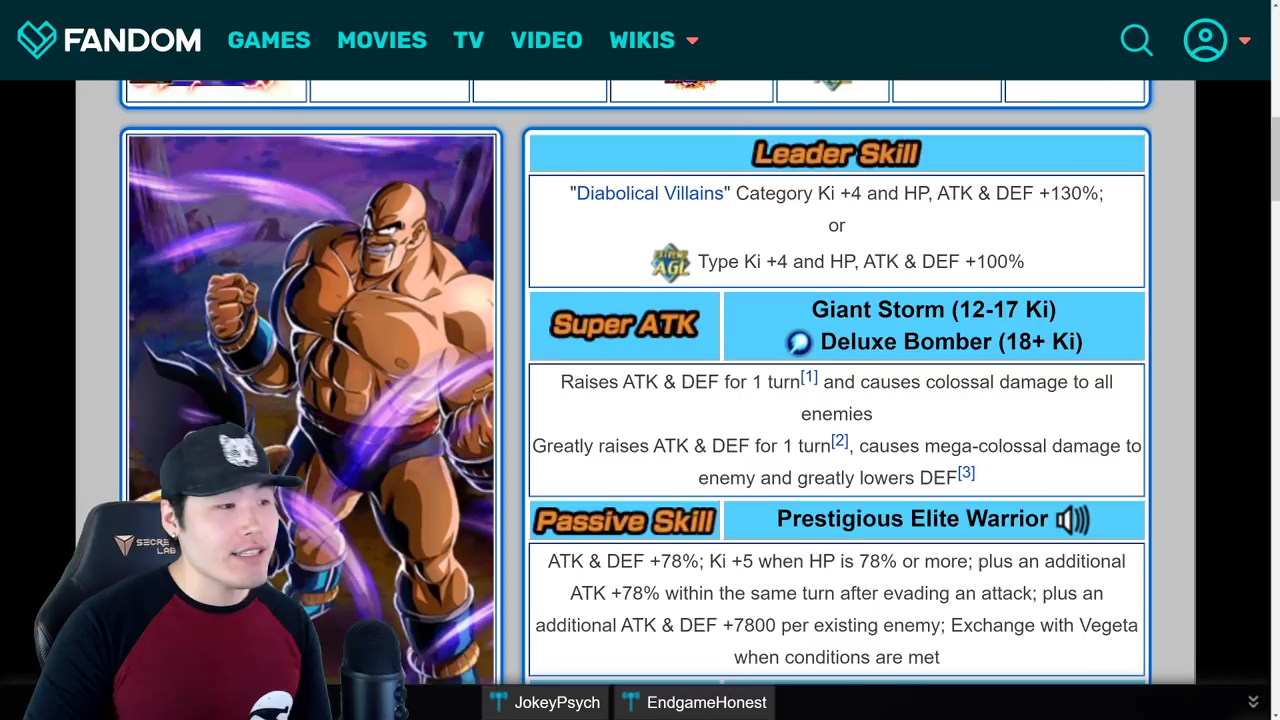 FANDOM GAMES MOVIES TV VIDEO WIKIS
Leader Skill
"Diabolical Villains" Category Ki +4 and HP, ATK & DEF +130%;
or
EXTREME AGL Type Ki +4 and HP, ATK & DEF +100%
Super ATK
Giant Storm (12-17 Ki)
Deluxe Bomber (18+ Ki)
Raises ATK & DEF for 1 turn[1] and causes colossal damage to all
enemies
Greatly raises ATK & DEF for 1 turn[2], causes mega-colossal damage to
enemy and greatly lowers DEF[3]
Passive Skill
Prestigious Elite Warrior
ATK & DEF +78%; Ki +5 when HP is 78% or more; plus an additional
ATK +78% within the same turn after evading an attack; plus an
additional ATK & DEF +7800 per existing enemy; Exchange with Vegeta
when conditions are met
SECRE
LAB
JokeyPsych EndgameHonest